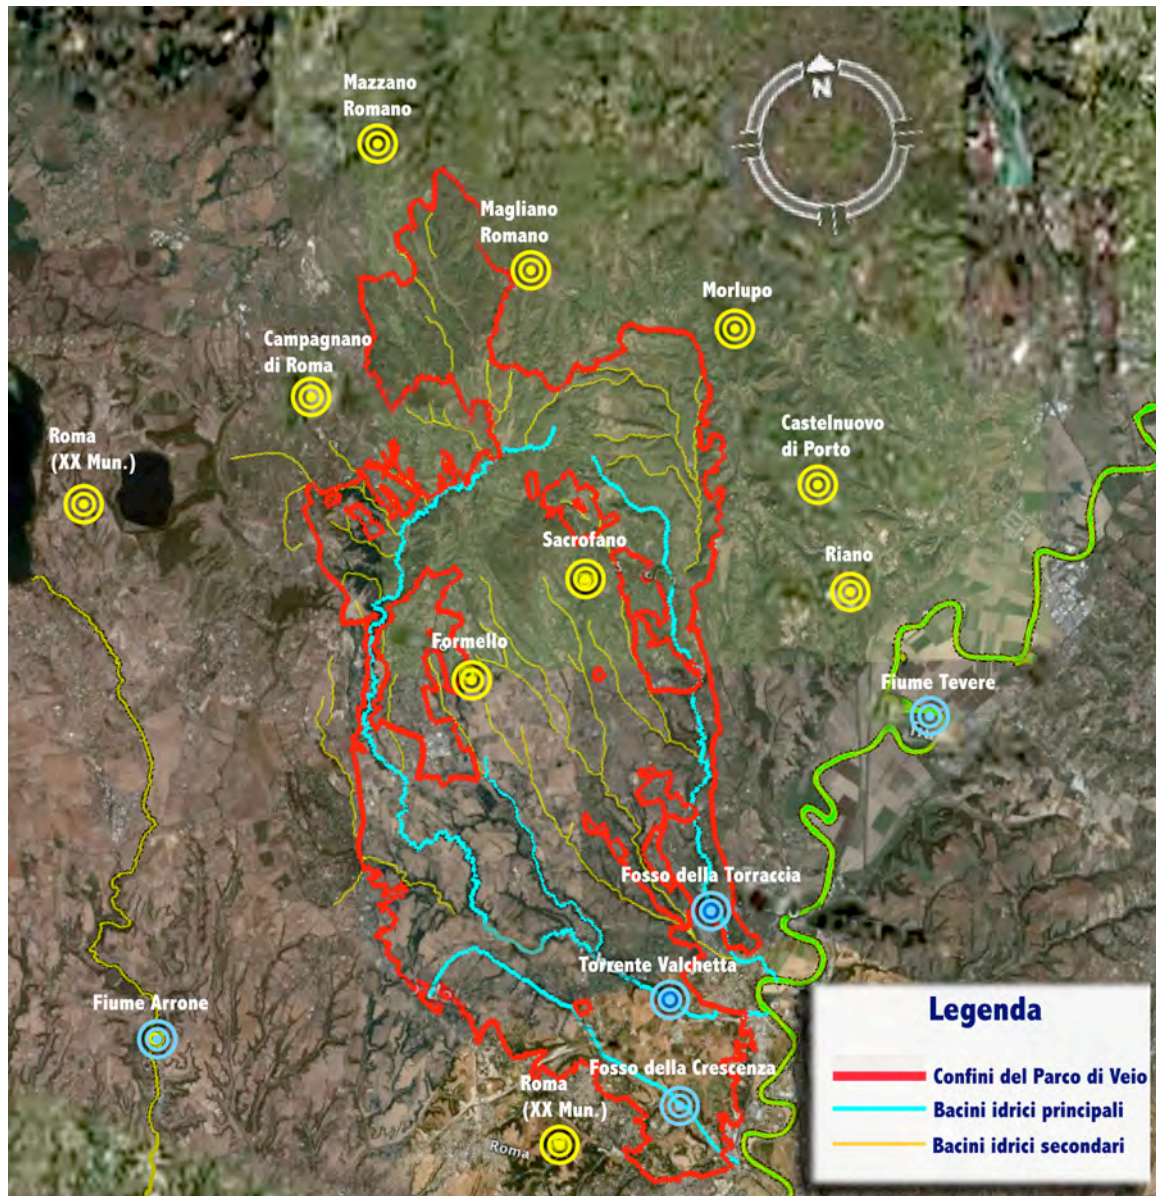 Mazzano
Romano
N
Magliano
Romano
Morlupo
Campagnano
di Roma
Castelnuovo
di Porto
Roma
(XX Mun.)
Sacrofano
Riano
Formello
Fiume Tevere
Fosso della Torraccia
Torrente Valchetta
Fiume Arrone
Fosso della Crescenza
Roma
(XX Mun.)
Roma
Legenda
Confini del Parco di Veio
Bacini idrici principali
Bacini idrici secondari